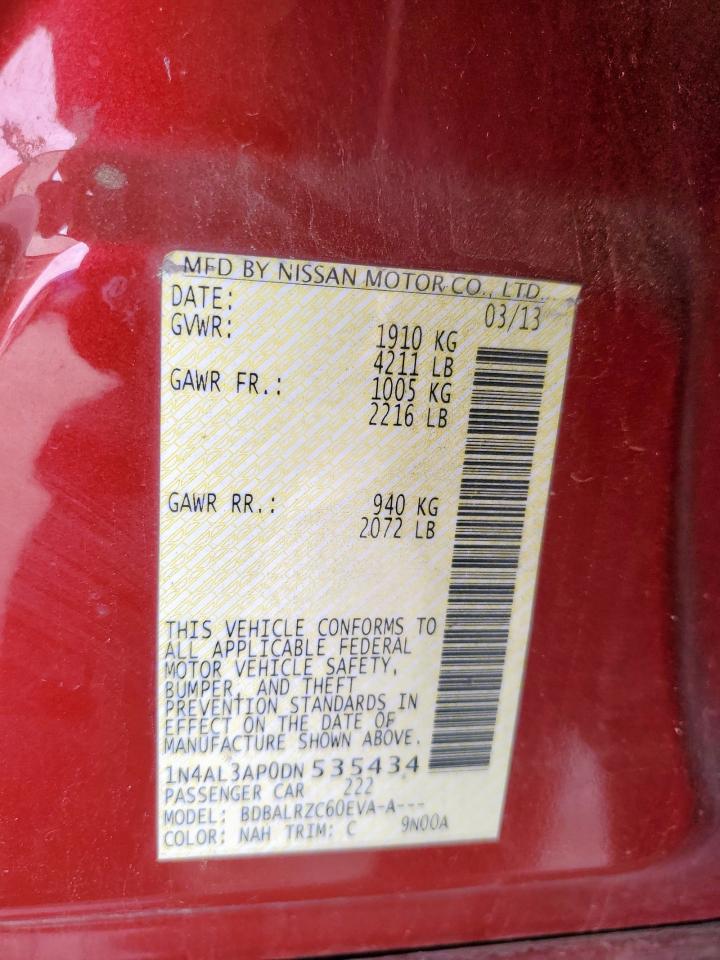 MFD BY NISSAN MOTOR CO., LTD.
DATE: 03/13
GVWR: 1910 KG
4211 LB
GAWR FR.: 1005 KG
2216 LB
GAWR RR.: 940 KG
2072 LB
THIS VEHICLE CONFORMS TO
ALL APPLICABLE FEDERAL
MOTOR VEHICLE SAFETY,
BUMPER, AND THEFT
PREVENTION STANDARDS IN
EFFECT ON THE DATE OF
MANUFACTURE SHOWN ABOVE.
1N4AL3AP0DN 535434
PASSENGER CAR 222
MODEL: BDBALRZC60EVA-A---
COLOR: NAH TRIM: C 9N00A